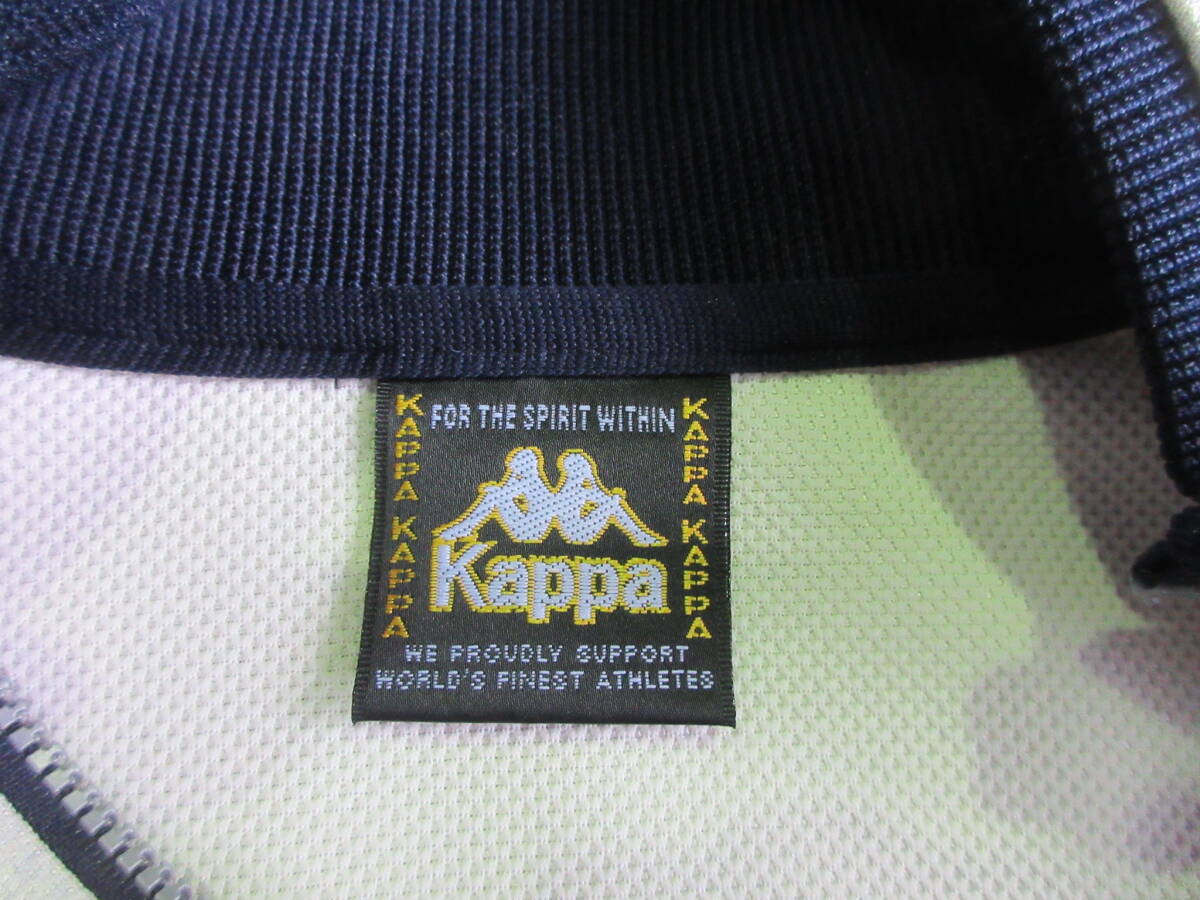 FOR THE SPIRIT WITHIN
KAPPA KAPPA
KAPPA KAPPA
Kappa
WE PROUDLY SUPPORT
WORLD'S FINEST ATHLETES